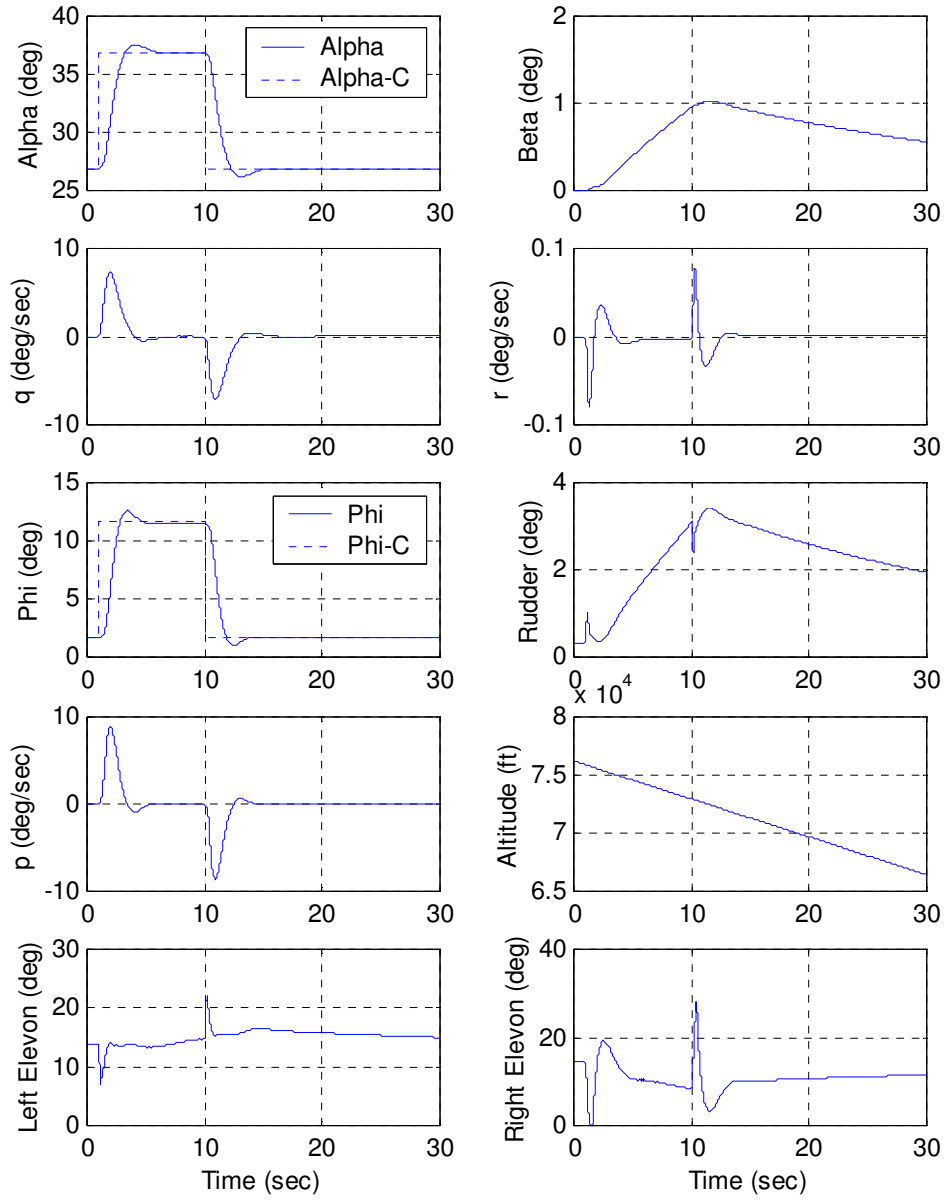 40
35
30
25
Alpha (deg)
Alpha
Alpha-C
0 10 20 30
2
1
0
Beta (deg)
0 10 20 30
10
0
-10
q (deg/sec)
0 10 20 30
0.1
0
-0.1
r (deg/sec)
0 10 20 30
15
10
5
0
Phi (deg)
Phi
Phi-C
0 10 20 30
4
2
0
Rudder (deg)
0 10 20 30
10
0
-10
p (deg/sec)
0 10 20 30
x 10^4
8
7.5
7
6.5
Altitude (ft)
0 10 20 30
30
20
10
0
Left Elevon (deg)
0 10 20 30
Time (sec)
40
20
0
Right Elevon (deg)
0 10 20 30
Time (sec)